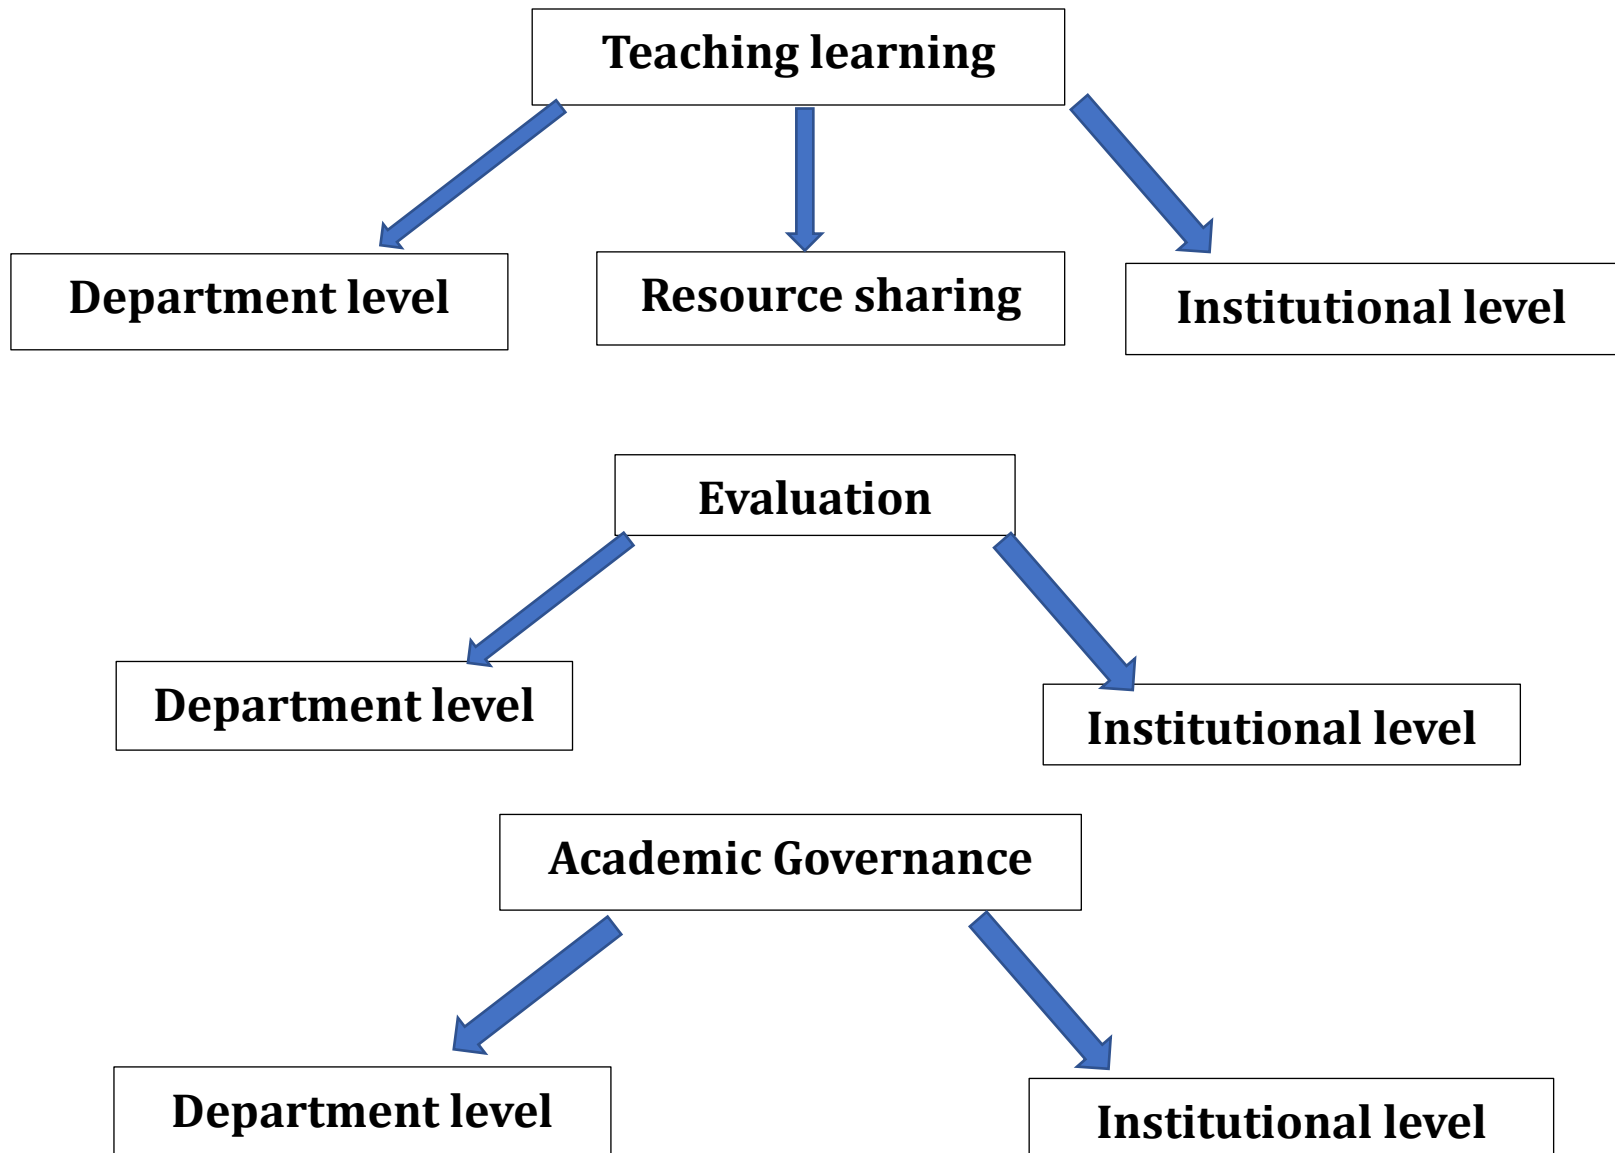 Teaching learning
Department level
Resource sharing
Institutional level
Evaluation
Department level
Institutional level
Academic Governance
Department level
Institutional level